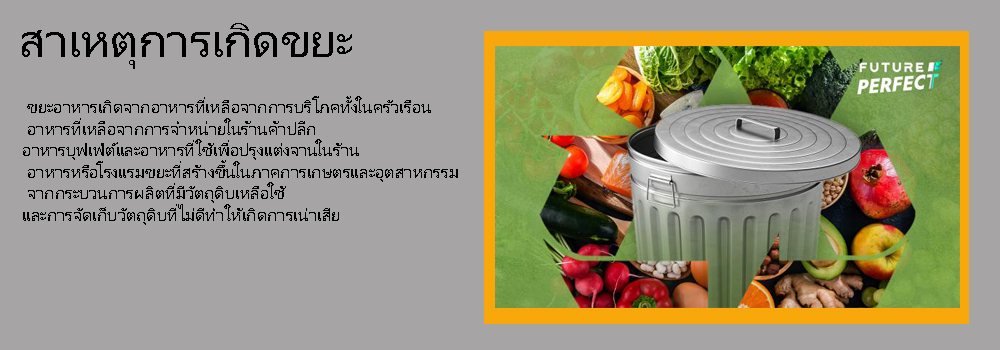 สาเหตุการเกิดขยะ
ขยะอาหารเกิดจากอาหารที่เหลือจากการบริโภคทั้งในครัวเรือน
อาหารที่เหลือจากการจำหน่ายในร้านค้าปลีก
อาหารบุฟเฟต์และอาหารที่ใช้เพื่อปรุงแต่งจานในร้าน
อาหารหรือโรงแรมขยะที่สร้างขึ้นในภาคการเกษตรและอุตสาหกรรม
จากกระบวนการผลิตที่มีวัตถุดิบเหลือใช้
และการจัดเก็บวัตถุดิบที่ไม่ดีทำให้เกิดการเน่าเสีย
FUTURE
PERFECT